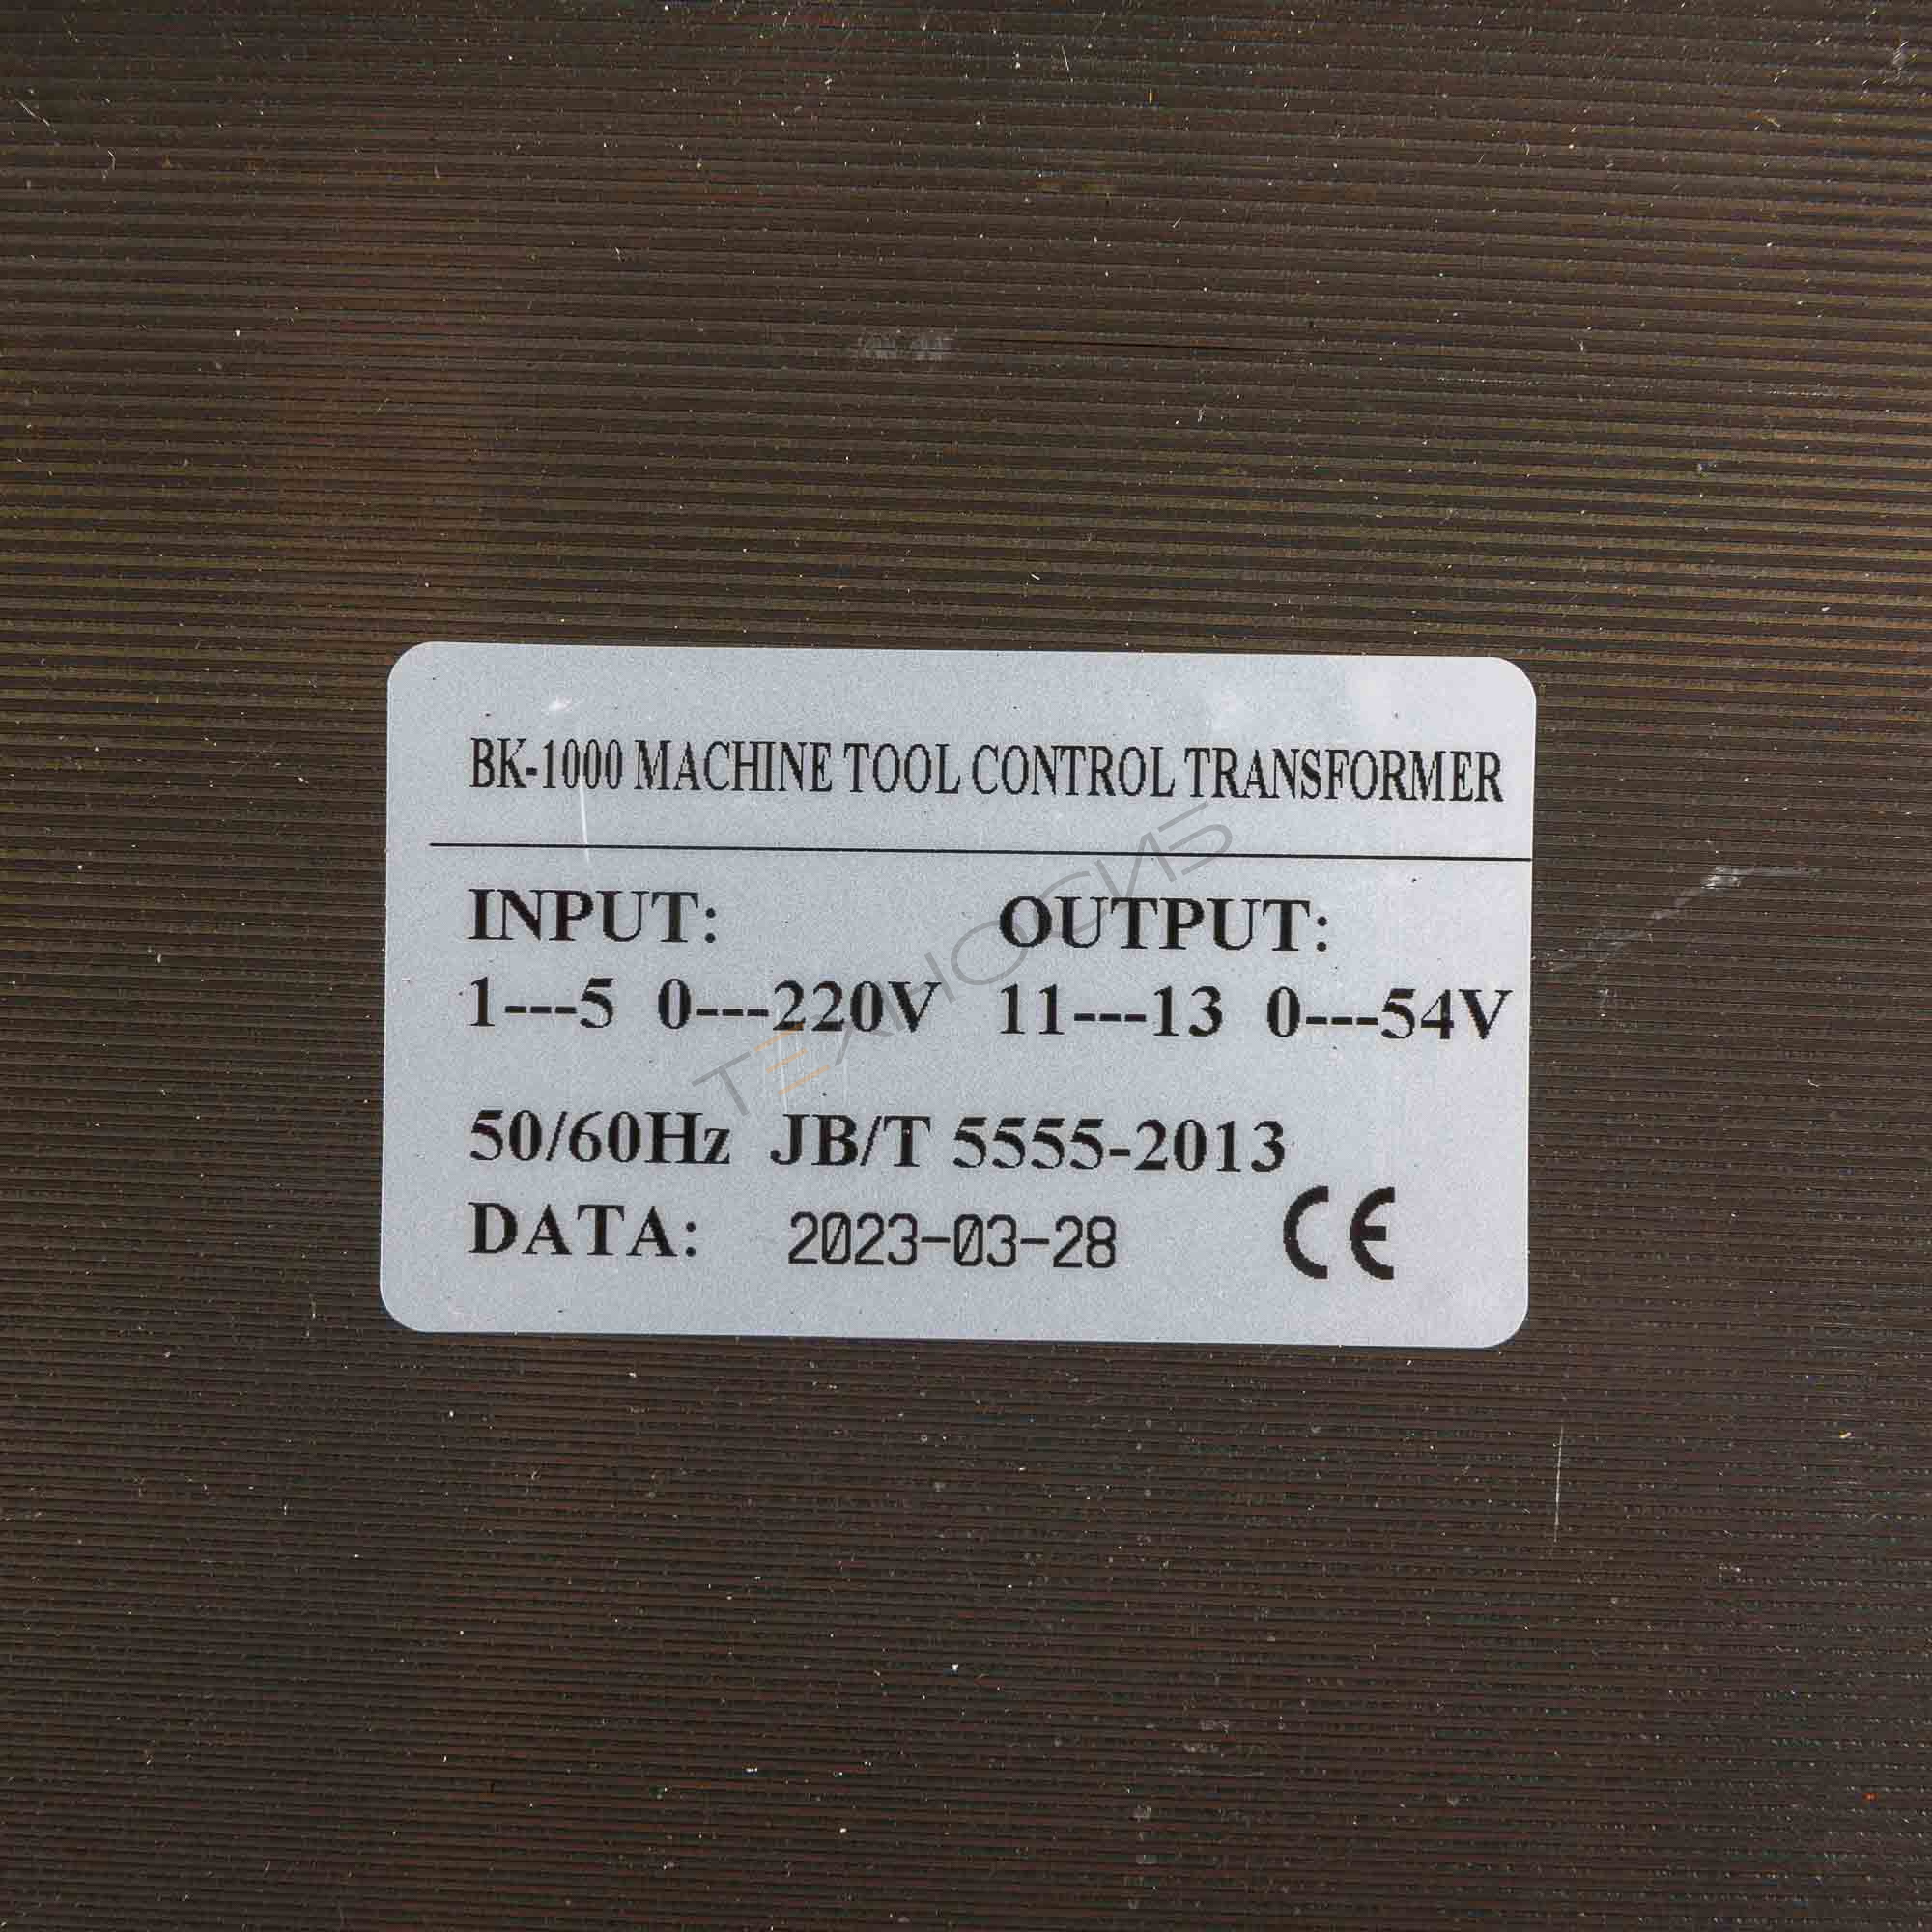 BK-1000 MACHINE TOOL CONTROL TRANSFORMER
INPUT: OUTPUT:
1---5 0---220V 11---13 0---54V
50/60Hz JB/T 5555-2013
DATA: 2023-03-28 CE
ТЕХНОСИБ